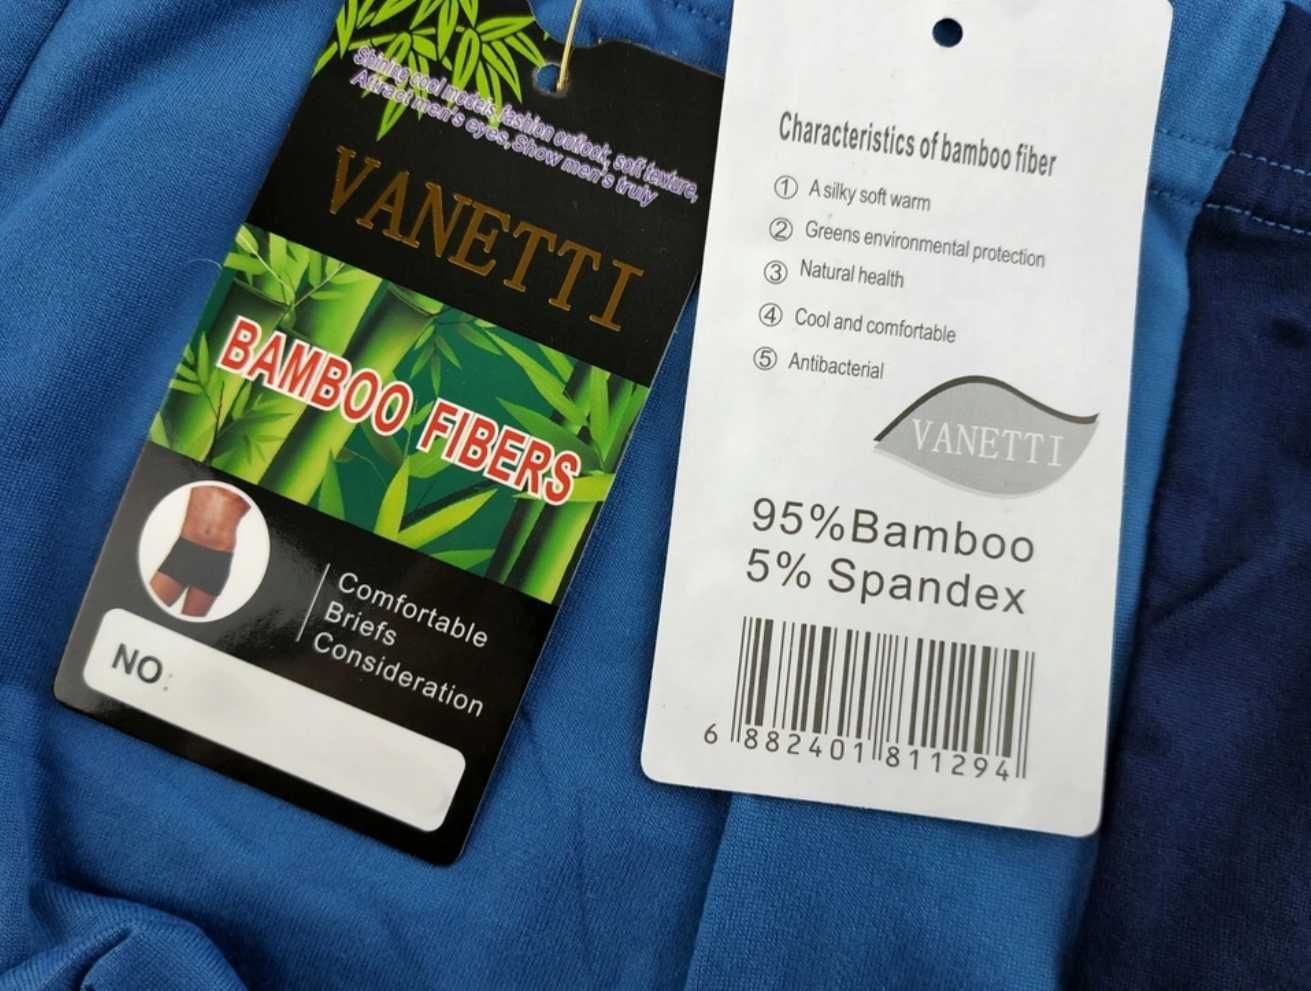 Shining cool models, fashion outlook, soft texture,
Attract men's eyes, Show men's truly
VANETTI
BAMBOO FIBERS
Comfortable
Briefs
Consideration
NO:
Characteristics of bamboo fiber
① A silky soft warm
② Greens environmental protection
③ Natural health
④ Cool and comfortable
⑤ Antibacterial
VANETTI
95%Bamboo
5% Spandex
6 882401 811294